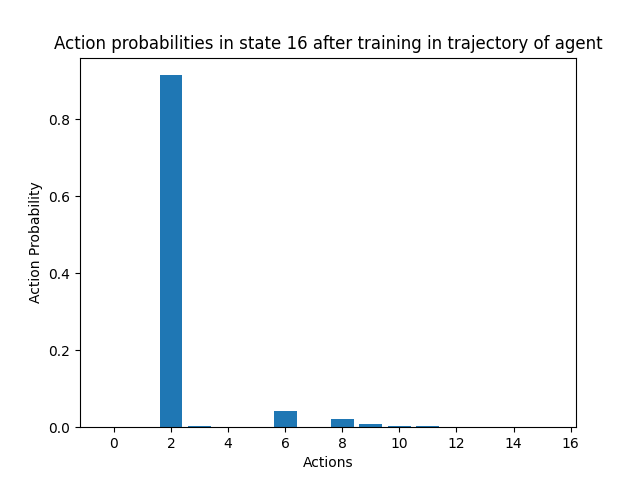 Action probabilities in state 16 after training in trajectory of agent
Action Probability
0.8
0.6
0.4
0.2
0.0
0 2 4 6 8 10 12 14 16
Actions